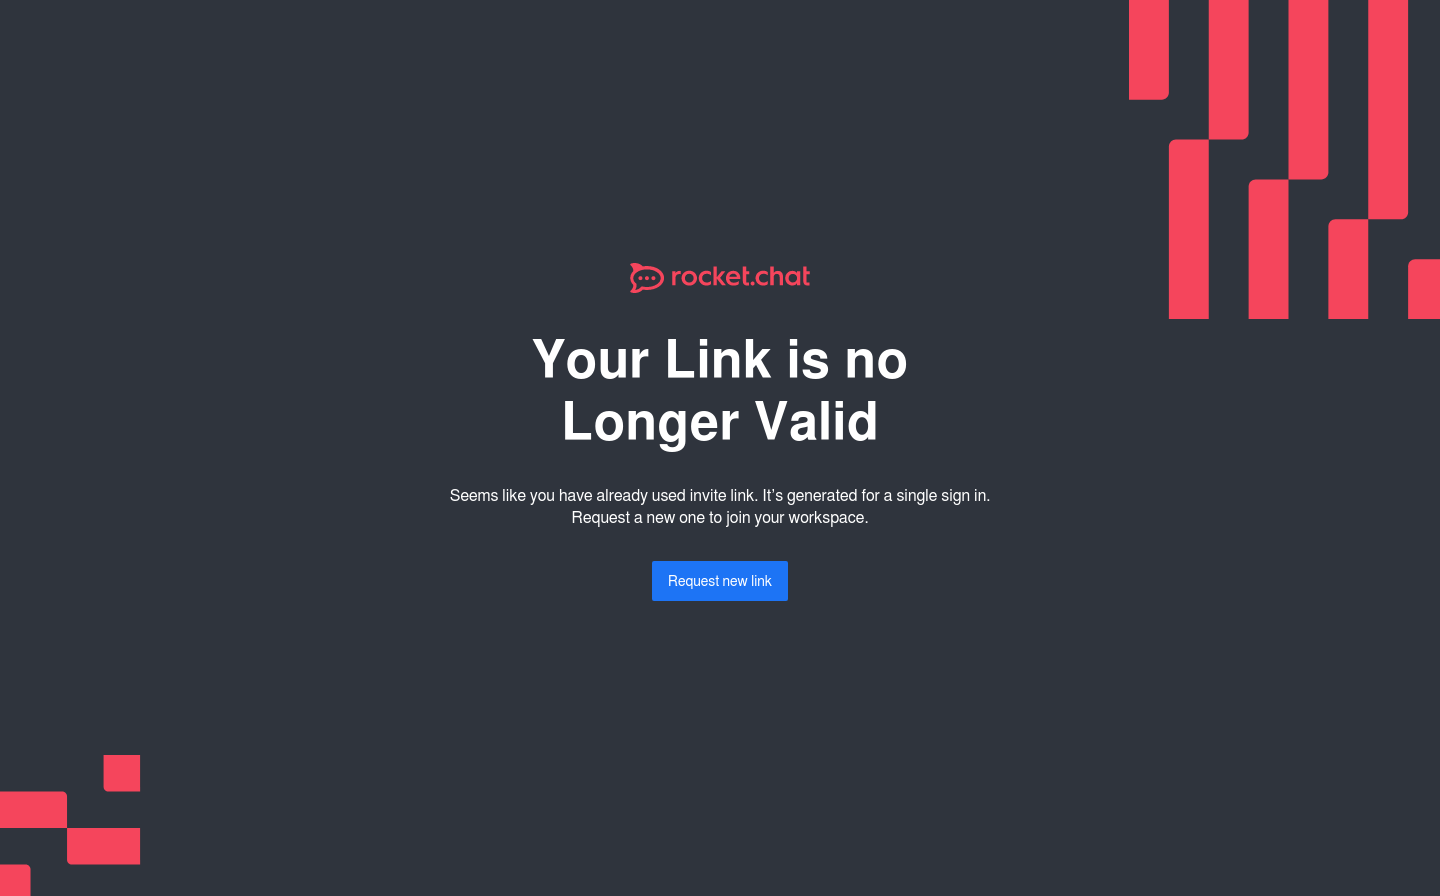 rocket.chat
Your Link is no
Longer Valid
Seems like you have already used invite link. It’s generated for a single sign in.
Request a new one to join your workspace.
Request new link